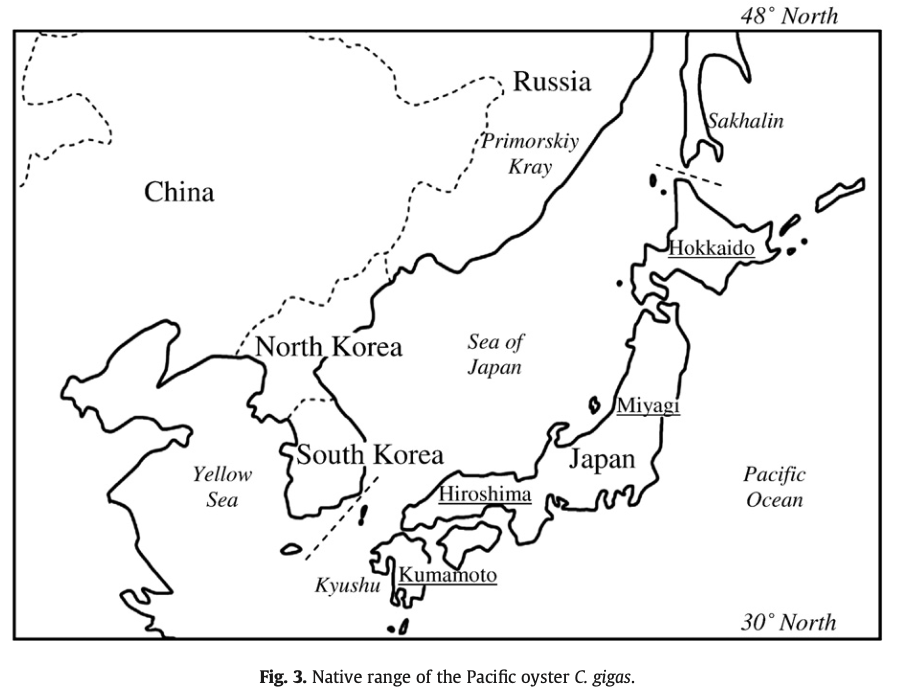 48° North
Russia
Sakhalin
Primorskiy
Kray
China
Hokkaido
North Korea
Sea of
Japan
Miyagi
South Korea
Japan
Yellow
Sea
Pacific
Ocean
Hiroshima
Kyushu
Kumamoto
30° North
Fig. 3. Native range of the Pacific oyster C. gigas.